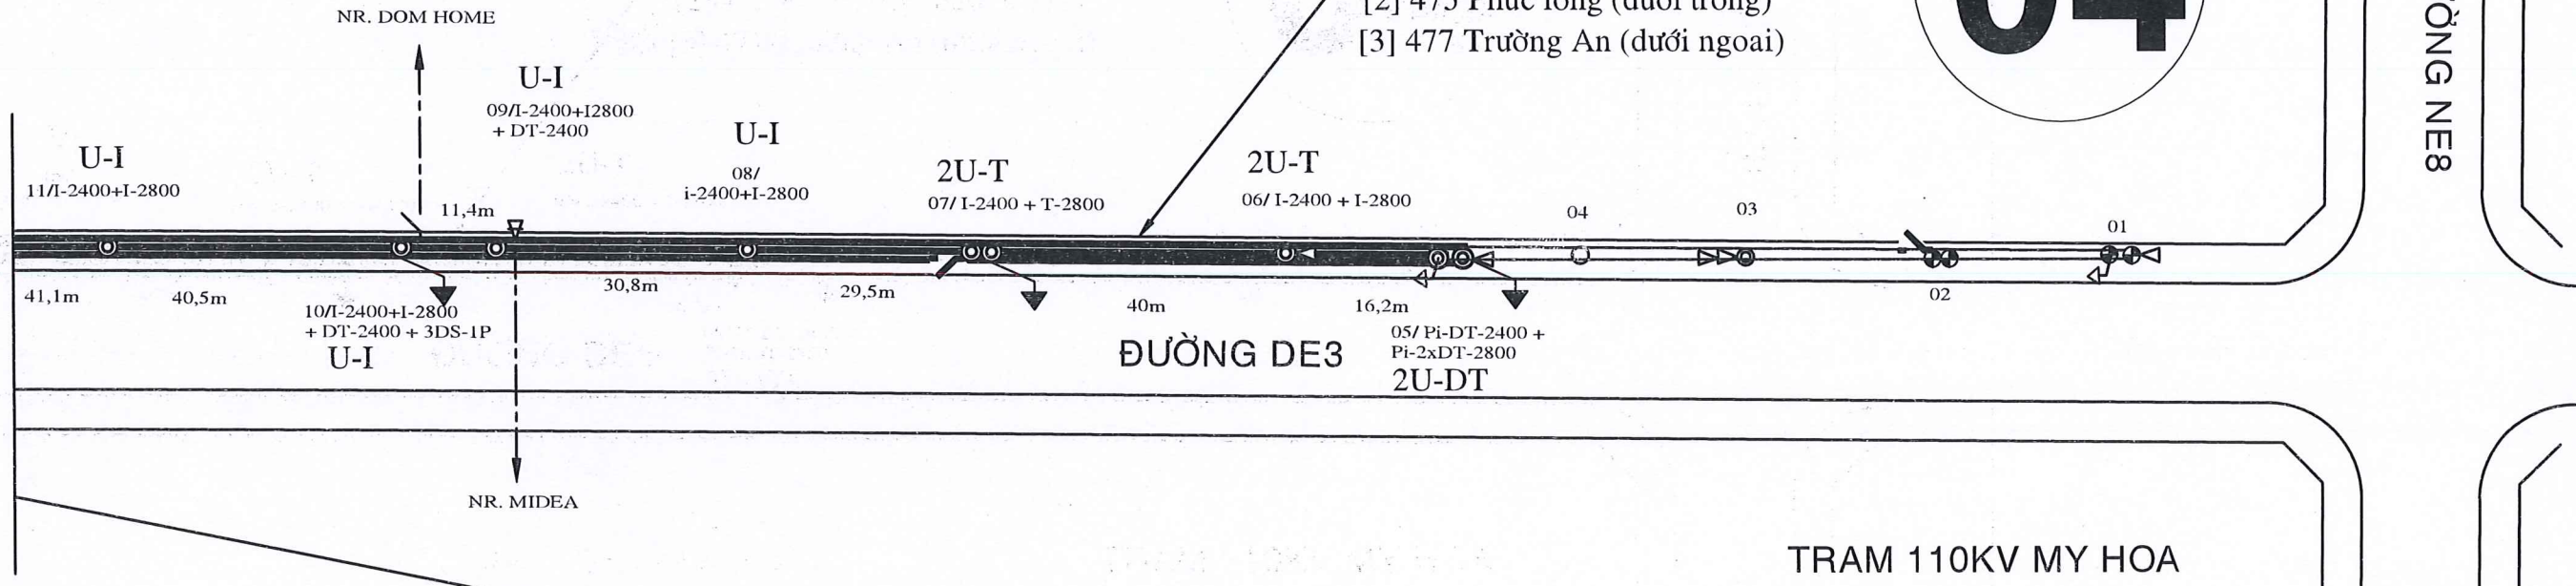 NR. DOM HOME
[3] 477 Trường An (dưới ngoai)
U-I
09/I-2400+I2800
+ DT-2400
U-I
08/
i-2400+I-2800
U-I
11/I-2400+I-2800
2U-T
07/ I-2400 + T-2800
2U-T
06/ I-2400 + I-2800
11,4m
04
03
01
02
41,1m
40,5m
30,8m
29,5m
40m
16,2m
10/I-2400+I-2800
+ DT-2400 + 3DS-1P
U-I
05/ Pi-DT-2400 +
Pi-2xDT-2800
2U-DT
ĐƯỜNG DE3
NR. MIDEA
TRAM 110KV MY HOA
NE8